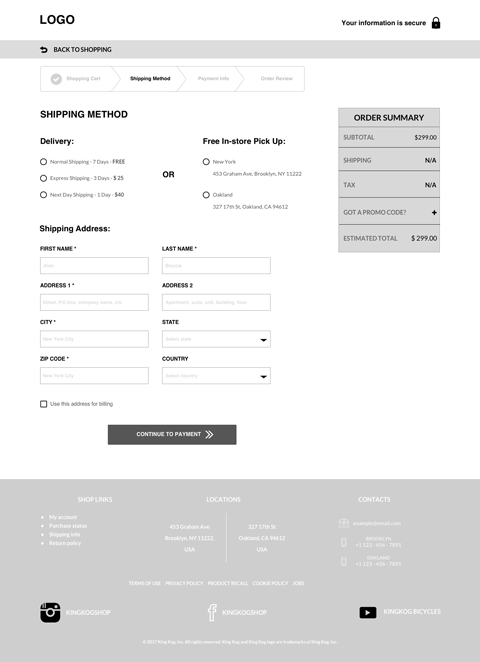 LOGO
Your information is secure
BACK TO SHOPPING
Shopping Cart
Shipping Method
Payment Info
Order Review
SHIPPING METHOD
Delivery:
Normal Shipping - 7 Days - FREE
Express Shipping - 3 Days - $ 25
Next Day Shipping - 1 Day - $40
OR
Free In-store Pick Up:
New York
453 Graham Ave, Brooklyn, NY 11222
Oakland
327 17th St, Oakland, CA 94612
ORDER SUMMARY
SUBTOTAL $299.00
SHIPPING N/A
TAX N/A
GOT A PROMO CODE? +
ESTIMATED TOTAL $ 299.00
Shipping Address:
FIRST NAME *
LAST NAME *
ADDRESS 1 *
ADDRESS 2
Street, P.O box, company name, c/o
Apartment, suite, unit, building, floor
CITY *
STATE
New York City
Select state
ZIP CODE *
COUNTRY
New York City
Select country
Use this address for billing
CONTINUE TO PAYMENT
SHOP LINKS
My account
Purchase status
Shipping info
Return policy
LOCATIONS
453 Graham Ave.
Brooklyn, NY 11222
USA
327 17th St.
Oakland, CA 94612
USA
CONTACTS
example@email.com
BROOKLYN
+1 123 - 456 - 7895
OAKLAND
+1 123 - 456 - 7895
TERMS OF USE PRIVACY POLICY PRODUCT RECALL COOKIE POLICY JOBS
KINGKOGSHOP
KINGKOGSHOP
KINGKOG BICYCLES
© 2017 King Kog, Inc. All rights reserved. King Kog and King Kog logo are trademarks of King Kog, Inc.